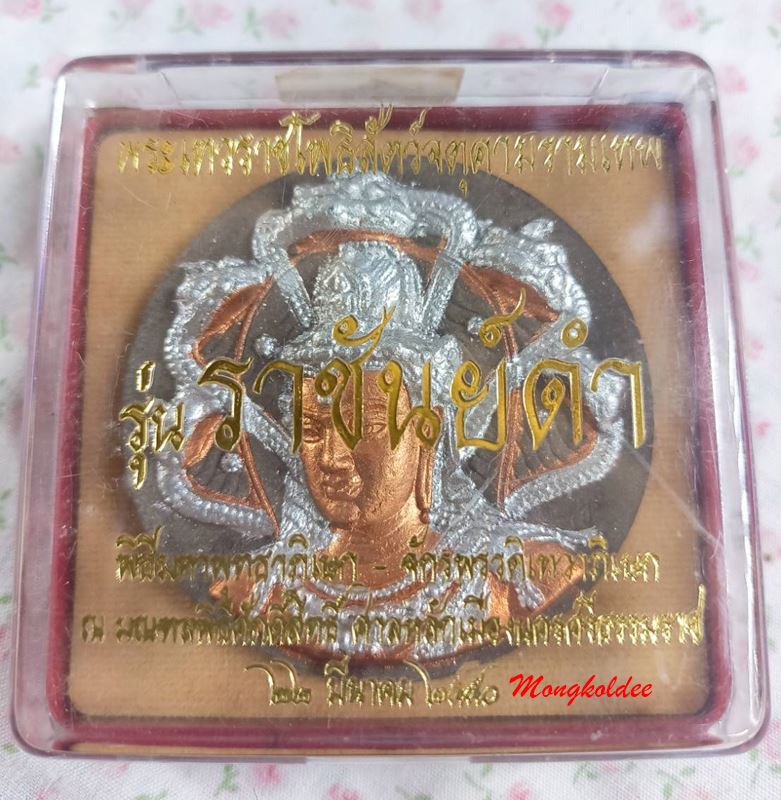 พระเทวราชโพธิสัตว์จตุคามรามเทพ
รุ่น ราชันย์ดำ
พิธีมหาพุทธาภิเษก - จักรพรรดิเทวาภิเษก
ณ มณฑลพิธีศักดิ์สิทธิ์ ศาลหลักเมืองนครศรีธรรมราช
๒๒ มีนาคม ๒๕๕๐
Mongkoldee